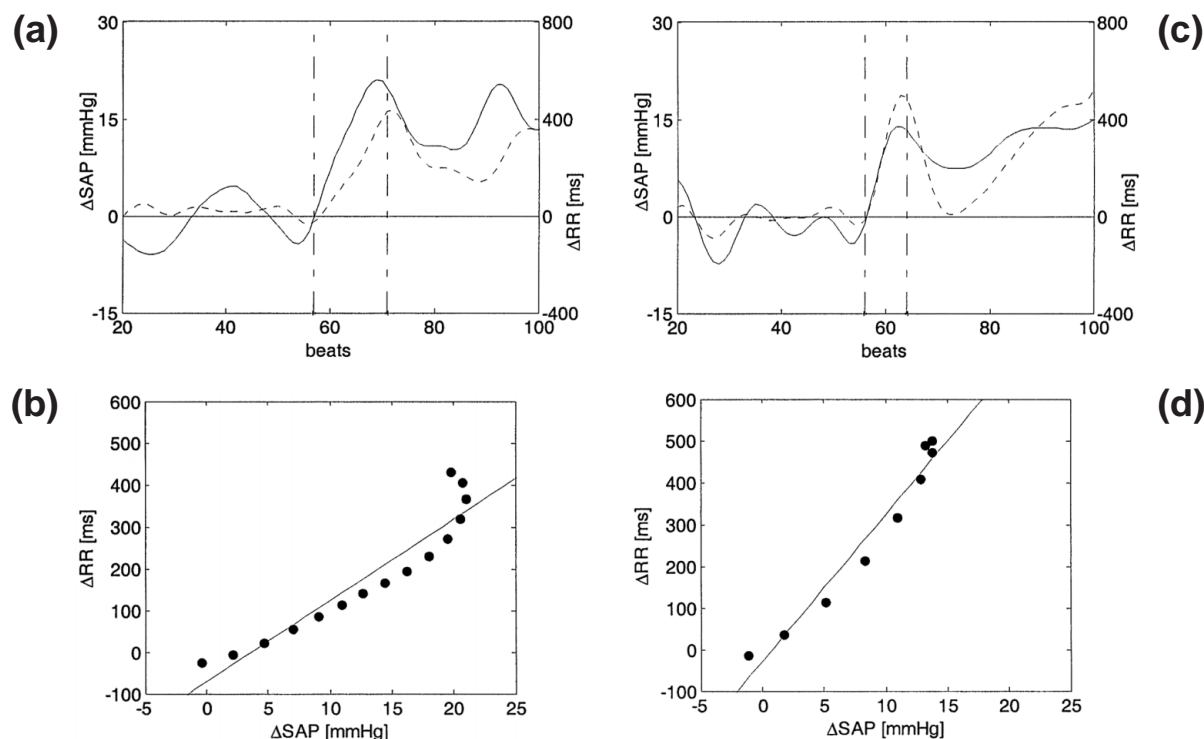 (a)
30
15
0
-15
ΔSAP [mmHg]
800
400
0
-400
ΔRR [ms]
20 40 60 80 100
beats
(c)
30
15
0
-15
ΔSAP [mmHg]
800
400
0
-400
ΔRR [ms]
20 40 60 80 100
beats
(b)
600
500
400
300
200
100
0
-100
ΔRR [ms]
-5 0 5 10 15 20 25
ΔSAP [mmHg]
(d)
600
500
400
300
200
100
0
-100
ΔRR [ms]
-5 0 5 10 15 20 25
ΔSAP [mmHg]